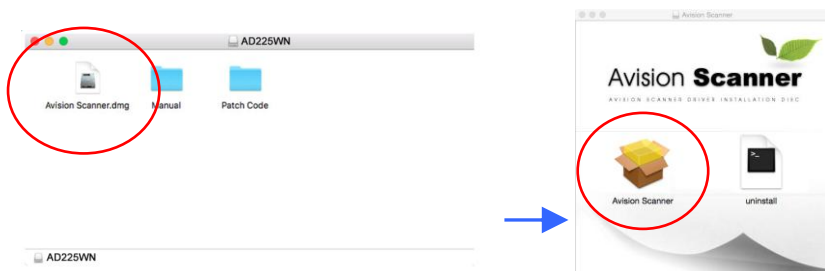 AD225WN
Avision Scanner.dmg
Manual
Patch Code
AD225WN
Avision Scanner
Avision Scanner
AVISION SCANNER DRIVER INSTALLATION DISC
Avision Scanner
uninstall